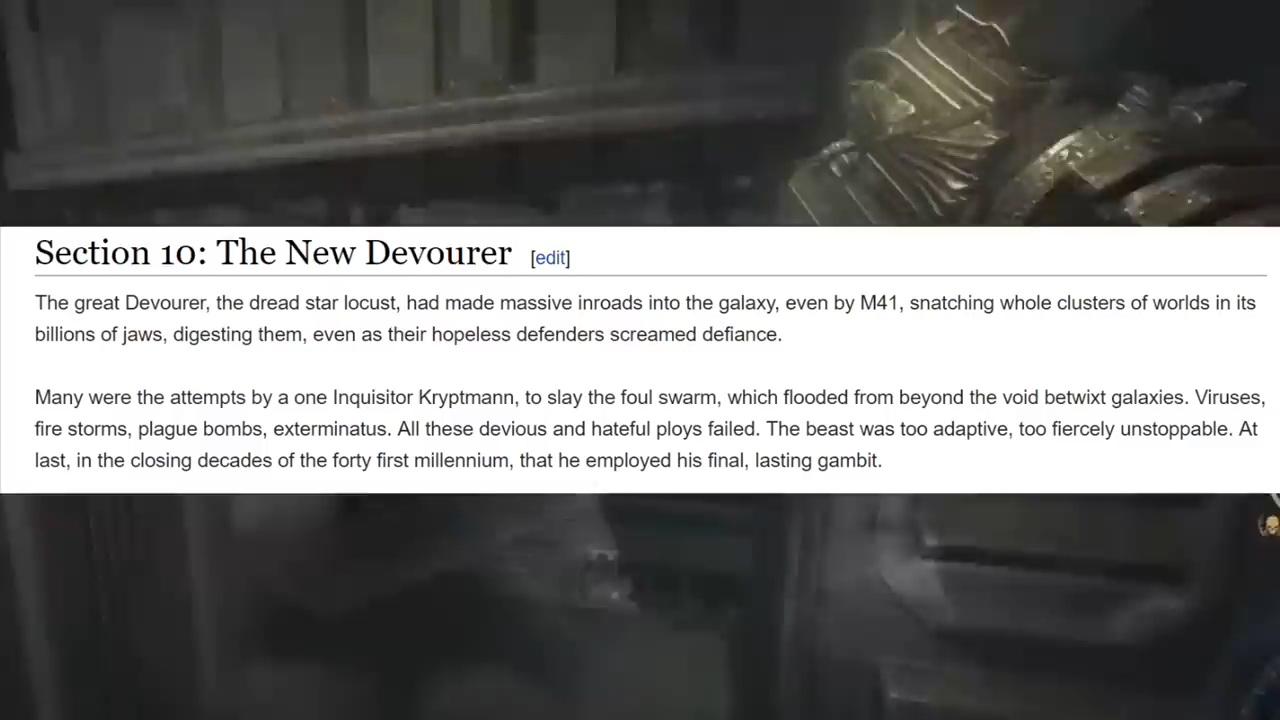 Section 10: The New Devourer [edit]
The great Devourer, the dread star locust, had made massive inroads into the galaxy, even by M41, snatching whole clusters of worlds in its
billions of jaws, digesting them, even as their hopeless defenders screamed defiance.
Many were the attempts by a one Inquisitor Kryptmann, to slay the foul swarm, which flooded from beyond the void betwixt galaxies. Viruses,
fire storms, plague bombs, exterminatus. All these devious and hateful ploys failed. The beast was too adaptive, too fiercely unstoppable. At
last, in the closing decades of the forty first millennium, that he employed his final, lasting gambit.